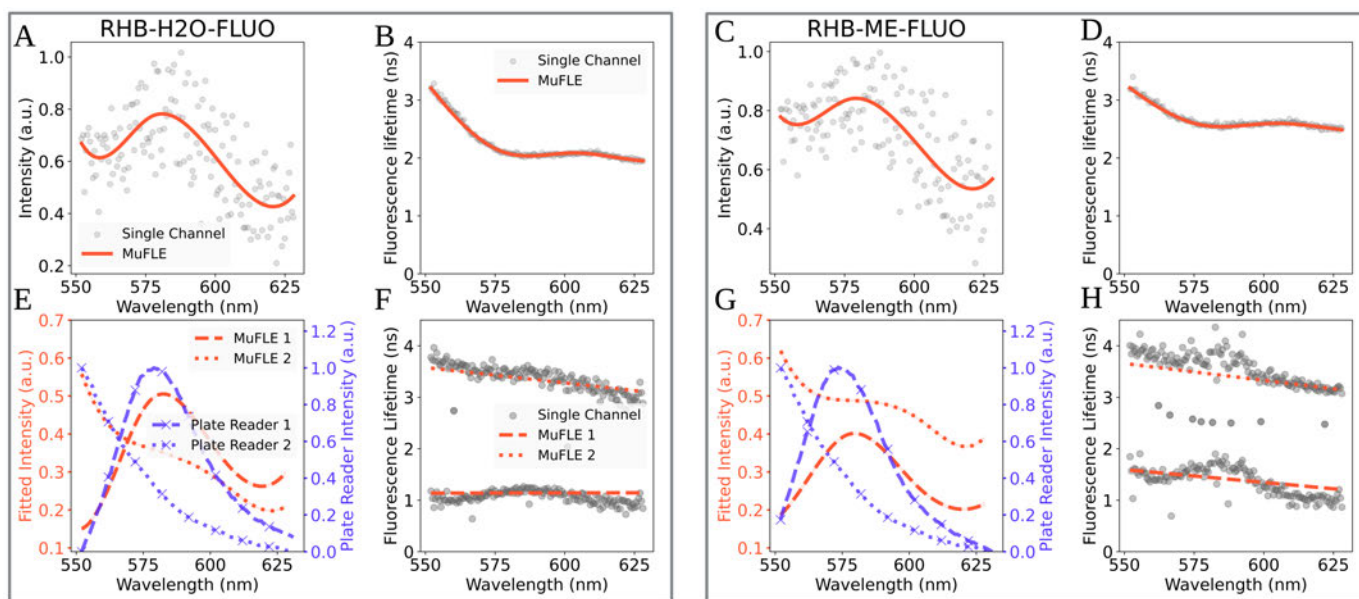 RHB-H2O-FLUO
RHB-ME-FLUO
A
Intensity (a.u.)
1.0
0.8
0.6
0.4
0.2
Single Channel
MuFLE
550 575 600 625
Wavelength (nm)
B
Fluorescence lifetime (ns)
4
3
2
1
0
Single Channel
MuFLE
550 575 600 625
Wavelength (nm)
C
Intensity (a.u.)
1.0
0.8
0.6
0.4
550 575 600 625
Wavelength (nm)
D
Fluorescence lifetime (ns)
4
3
2
1
0
550 575 600 625
Wavelength (nm)
E
Fitted Intensity (a.u.)
0.7
0.6
0.5
0.4
0.3
0.2
0.1
MuFLE 1
MuFLE 2
Plate Reader 1
Plate Reader 2
1.2
1.0
0.8
0.6
0.4
0.2
0.0
Plate Reader Intensity (a.u.)
550 575 600 625
Wavelength (nm)
F
Fluorescence Lifetime (ns)
4
3
2
1
0
Single Channel
MuFLE 1
MuFLE 2
550 575 600 625
Wavelength (nm)
G
Fitted Intensity (a.u.)
0.7
0.6
0.5
0.4
0.3
0.2
0.1
1.2
1.0
0.8
0.6
0.4
0.2
0.0
Plate Reader Intensity (a.u.)
550 575 600 625
Wavelength (nm)
H
Fluorescence Lifetime (ns)
4
3
2
1
0
550 575 600 625
Wavelength (nm)